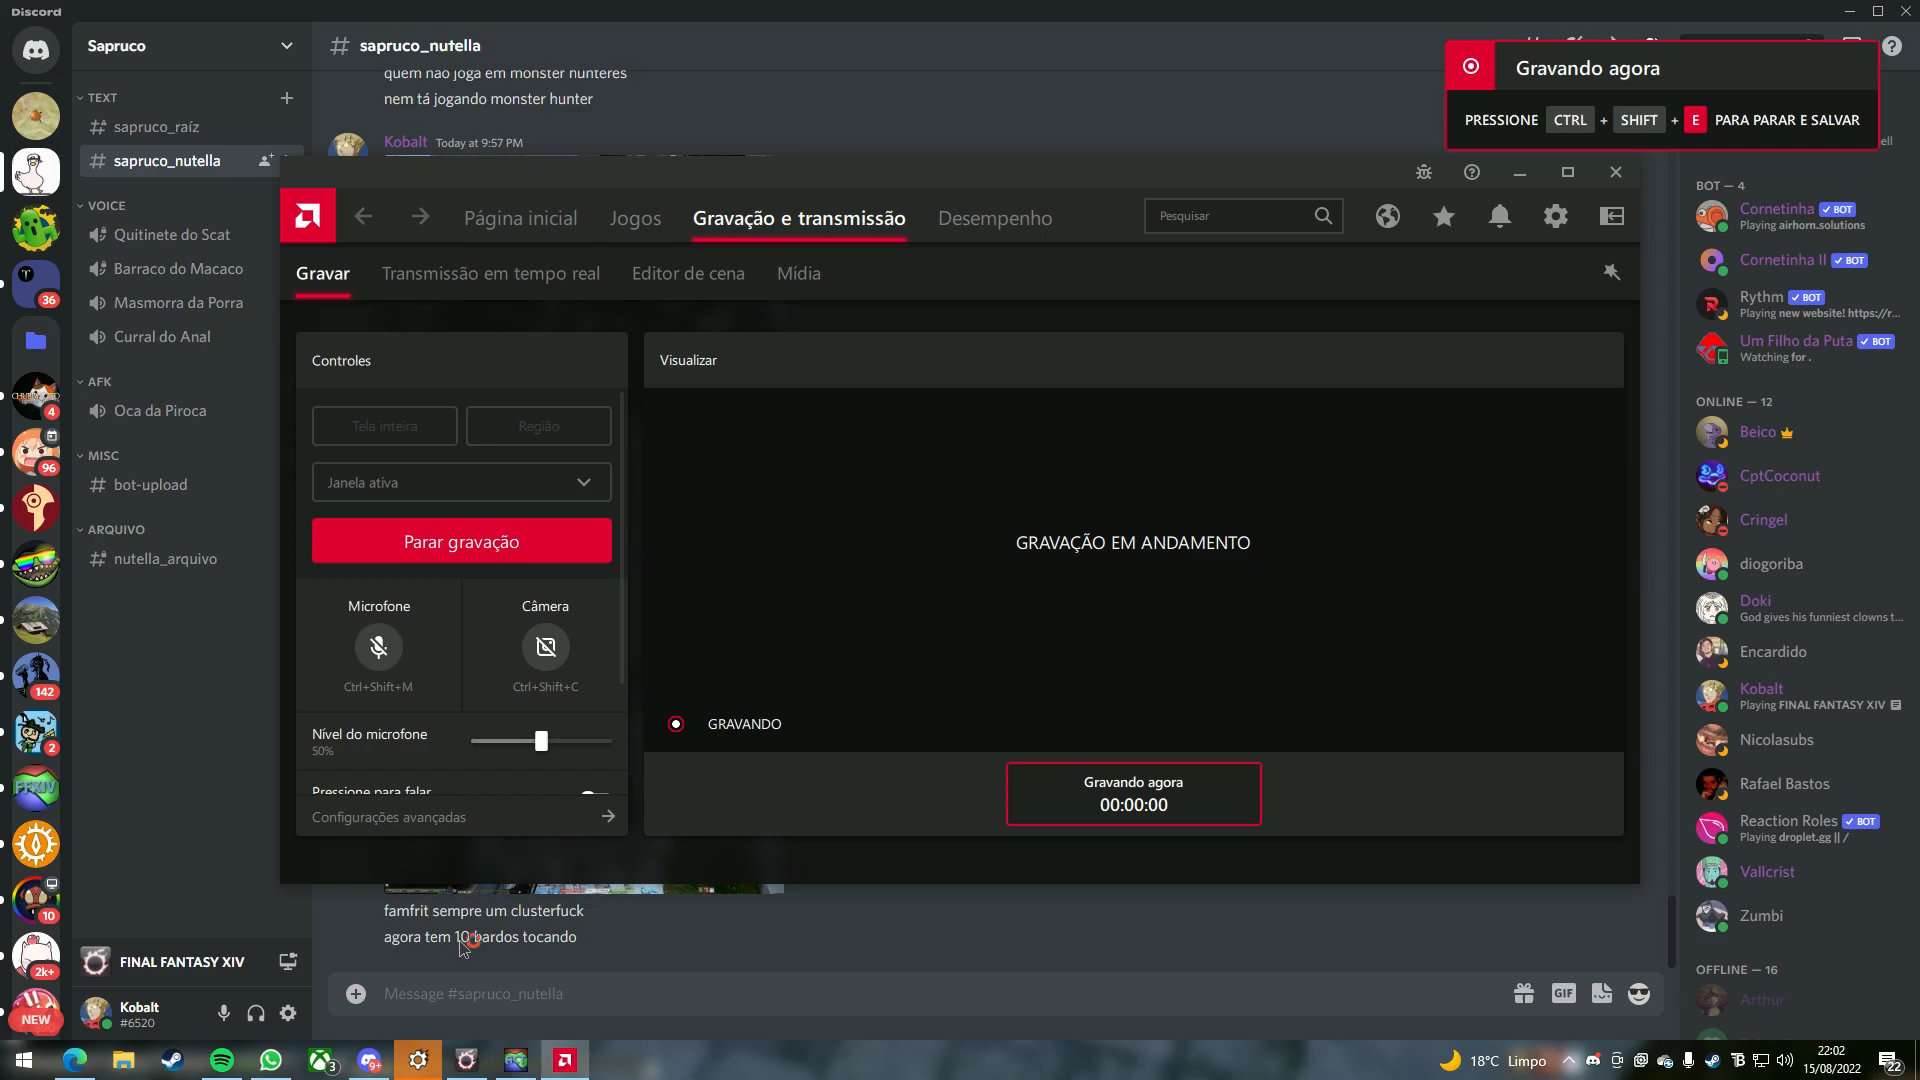 Discord
Sapruco
sapruco_nutella
TEXT
sapruco_raíz
sapruco_nutella
VOICE
Quitinete do Scat
Barraco do Macaco
Masmorra da Porra
Curral do Anal
AFK
Oca da Piroca
MISC
bot-upload
ARQUIVO
nutella_arquivo
36
4
96
142
2
10
2k+
NEW
FINAL FANTASY XIV
Kobalt
#6520
quem nao joga em monster hunteres
nem tá jogando monster hunter
Kobalt Today at 9:57 PM
Gravando agora
PRESSIONE CTRL + SHIFT + E PARA PARAR E SALVAR
Página inicial
Jogos
Gravação e transmissão
Desempenho
Pesquisar
Gravar
Transmissão em tempo real
Editor de cena
Mídia
Controles
Tela inteira
Região
Janela ativa
Parar gravação
Microfone
Câmera
Ctrl+Shift+M
Ctrl+Shift+C
Nível do microfone
50%
Pressione para falar
Configurações avançadas
Visualizar
GRAVAÇÃO EM ANDAMENTO
GRAVANDO
Gravando agora
00:00:00
famfrit sempre um clusterfuck
agora tem 10 bardos tocando
Message #sapruco_nutella
GIF
ell
BOT — 4
Cornetinha BOT
Playing airhorn.solutions
Cornetinha II BOT
Rythm BOT
Playing new website! https://r...
Um Filho da Puta BOT
Watching for .
ONLINE — 12
Beico
CptCoconut
Cringel
diogoriba
Doki
God gives his funniest clowns t...
Encardido
Kobalt
Playing FINAL FANTASY XIV
Nicolasubs
Rafael Bastos
Reaction Roles BOT
Playing droplet.gg || /
Vallcrist
Zumbi
OFFLINE — 16
Arthur
FFXIV
3
9+
18°C Limpo
22:02
15/08/2022
22